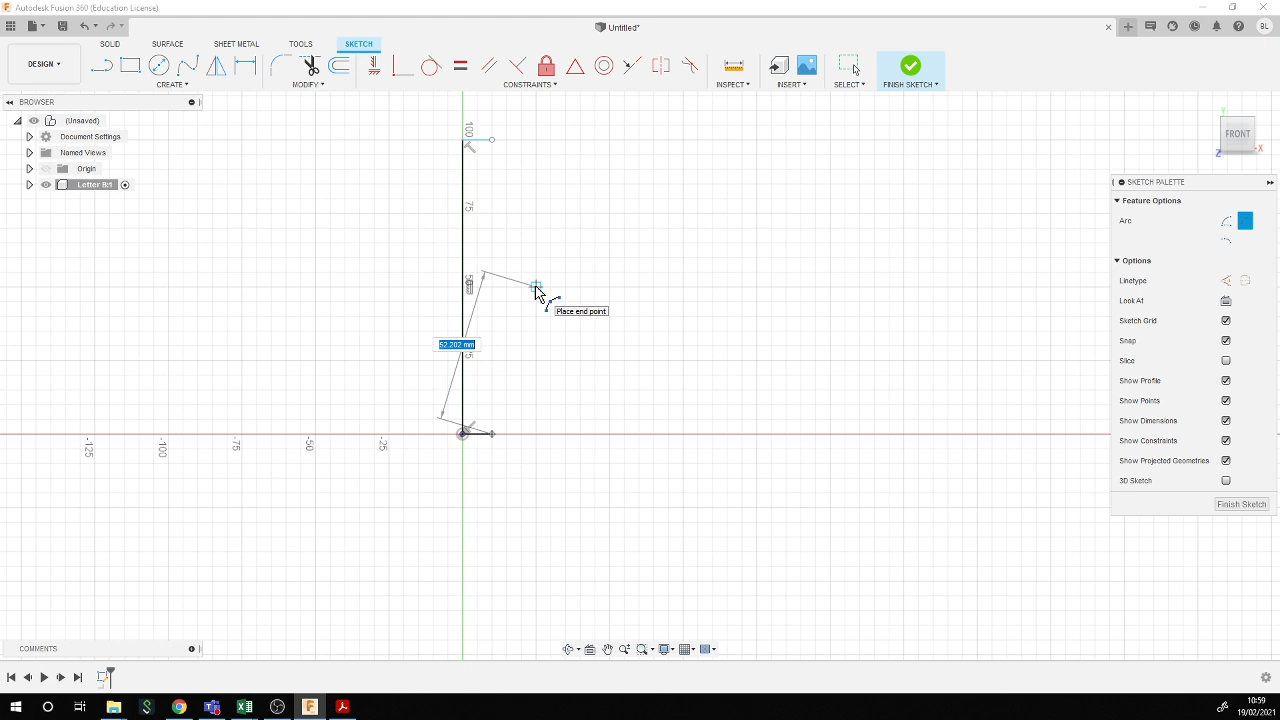 Autodesk Fusion 360 (Education License)
Untitled*
BL
SOLID
SURFACE
SHEET METAL
TOOLS
SKETCH
DESIGN
CREATE
MODIFY
CONSTRAINTS
INSPECT
INSERT
SELECT
FINISH SKETCH
BROWSER
(Unsaved)
Document Settings
Named Views
Origin
Letter B:1
100
75
Place end point
52.202 mm
-125
-100
-75
-50
-25
FRONT
Y
X
Z
SKETCH PALETTE
Feature Options
Arc
Options
Linetype
Look At
Sketch Grid
Snap
Slice
Show Profile
Show Points
Show Dimensions
Show Constraints
Show Projected Geometries
3D Sketch
Finish Sketch
COMMENTS
10:59
19/02/2021